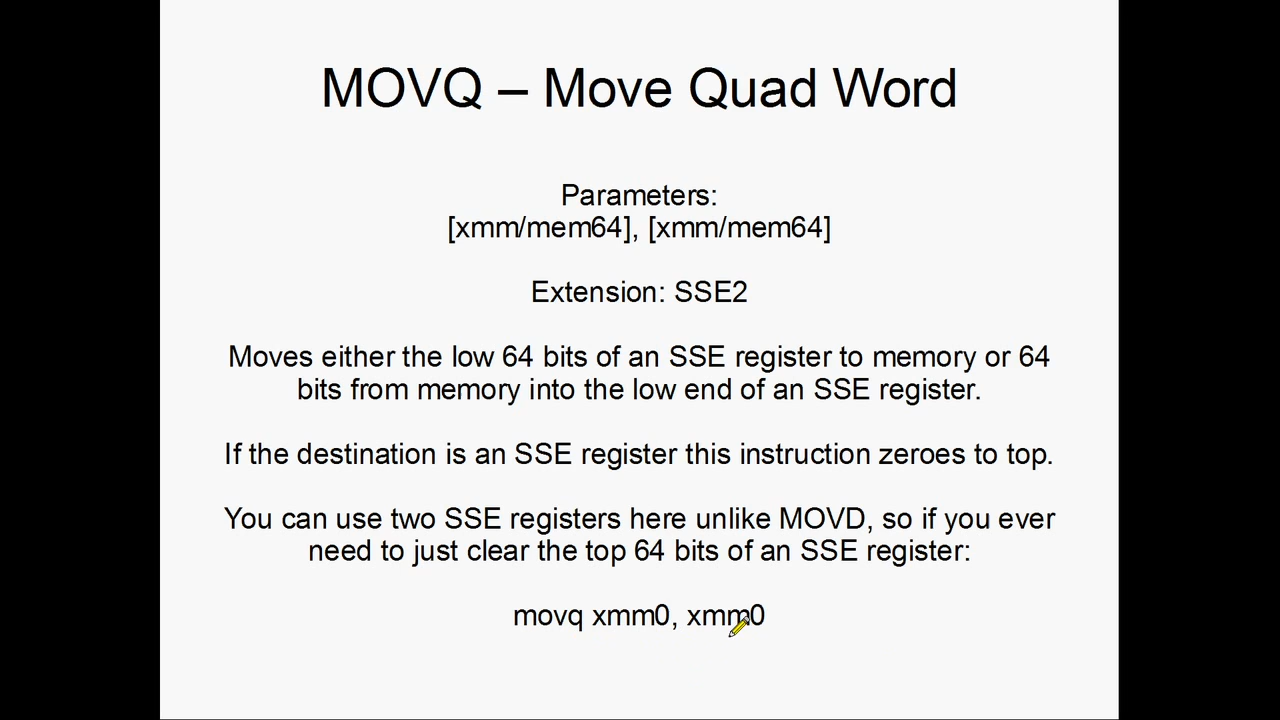 MOVQ – Move Quad Word
Parameters:
[xmm/mem64], [xmm/mem64]
Extension: SSE2
Moves either the low 64 bits of an SSE register to memory or 64
bits from memory into the low end of an SSE register.
If the destination is an SSE register this instruction zeroes to top.
You can use two SSE registers here unlike MOVD, so if you ever
need to just clear the top 64 bits of an SSE register:
movq xmm0, xmm0